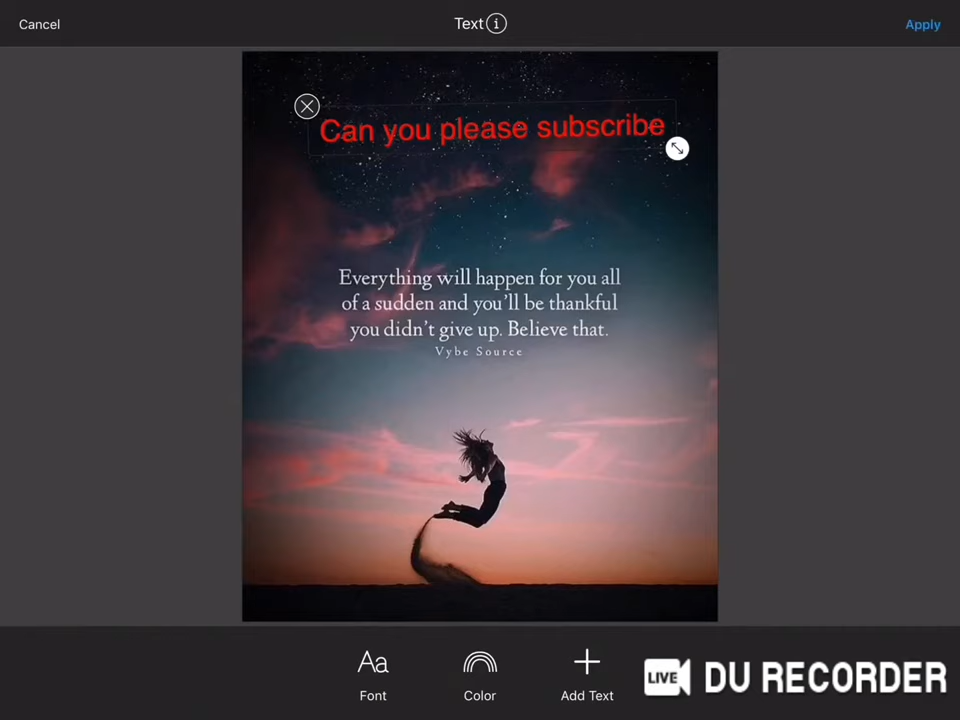 Cancel
Text
Apply
Can you please subscribe
Everything will happen for you all
of a sudden and you'll be thankful
you didn't give up. Believe that.
Vybe Source
Aa
Font
Color
Add Text
LIVE DU RECORDER